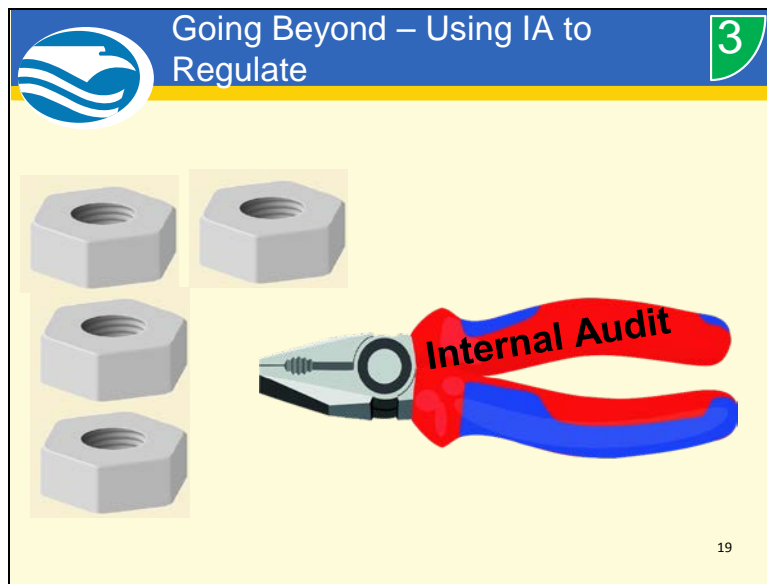 Going Beyond – Using IA to
Regulate
3
Internal Audit
19